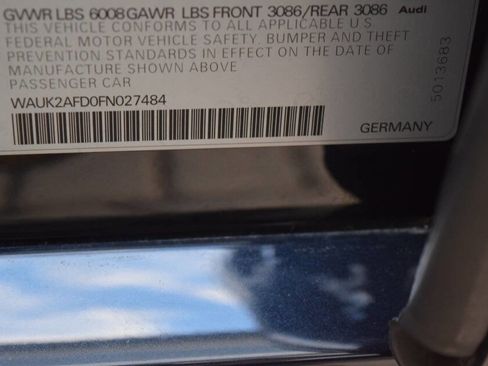 GVWR LBS 6008 GAWR LBS FRONT 3086/REAR 3086 Audi
THIS VEHICLE CONFORMS TO ALL APPLICABLE U.S
FEDERAL MOTOR VEHICLE SAFETY, BUMPER AND THEFT
PREVENTION STANDARDS IN EFFECT ON THE DATE OF
MANUFACTURE SHOWN ABOVE
PASSENGER CAR
WAUK2AFD0FN027484
GERMANY
5013683